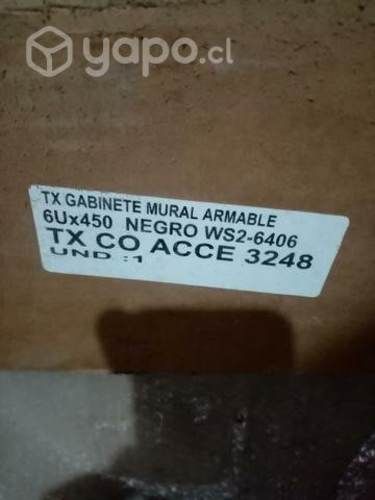 yapo.cl
TX GABINETE MURAL ARMABLE
6Ux450 NEGRO WS2-6406
TX CO ACCE 3248
UND :1